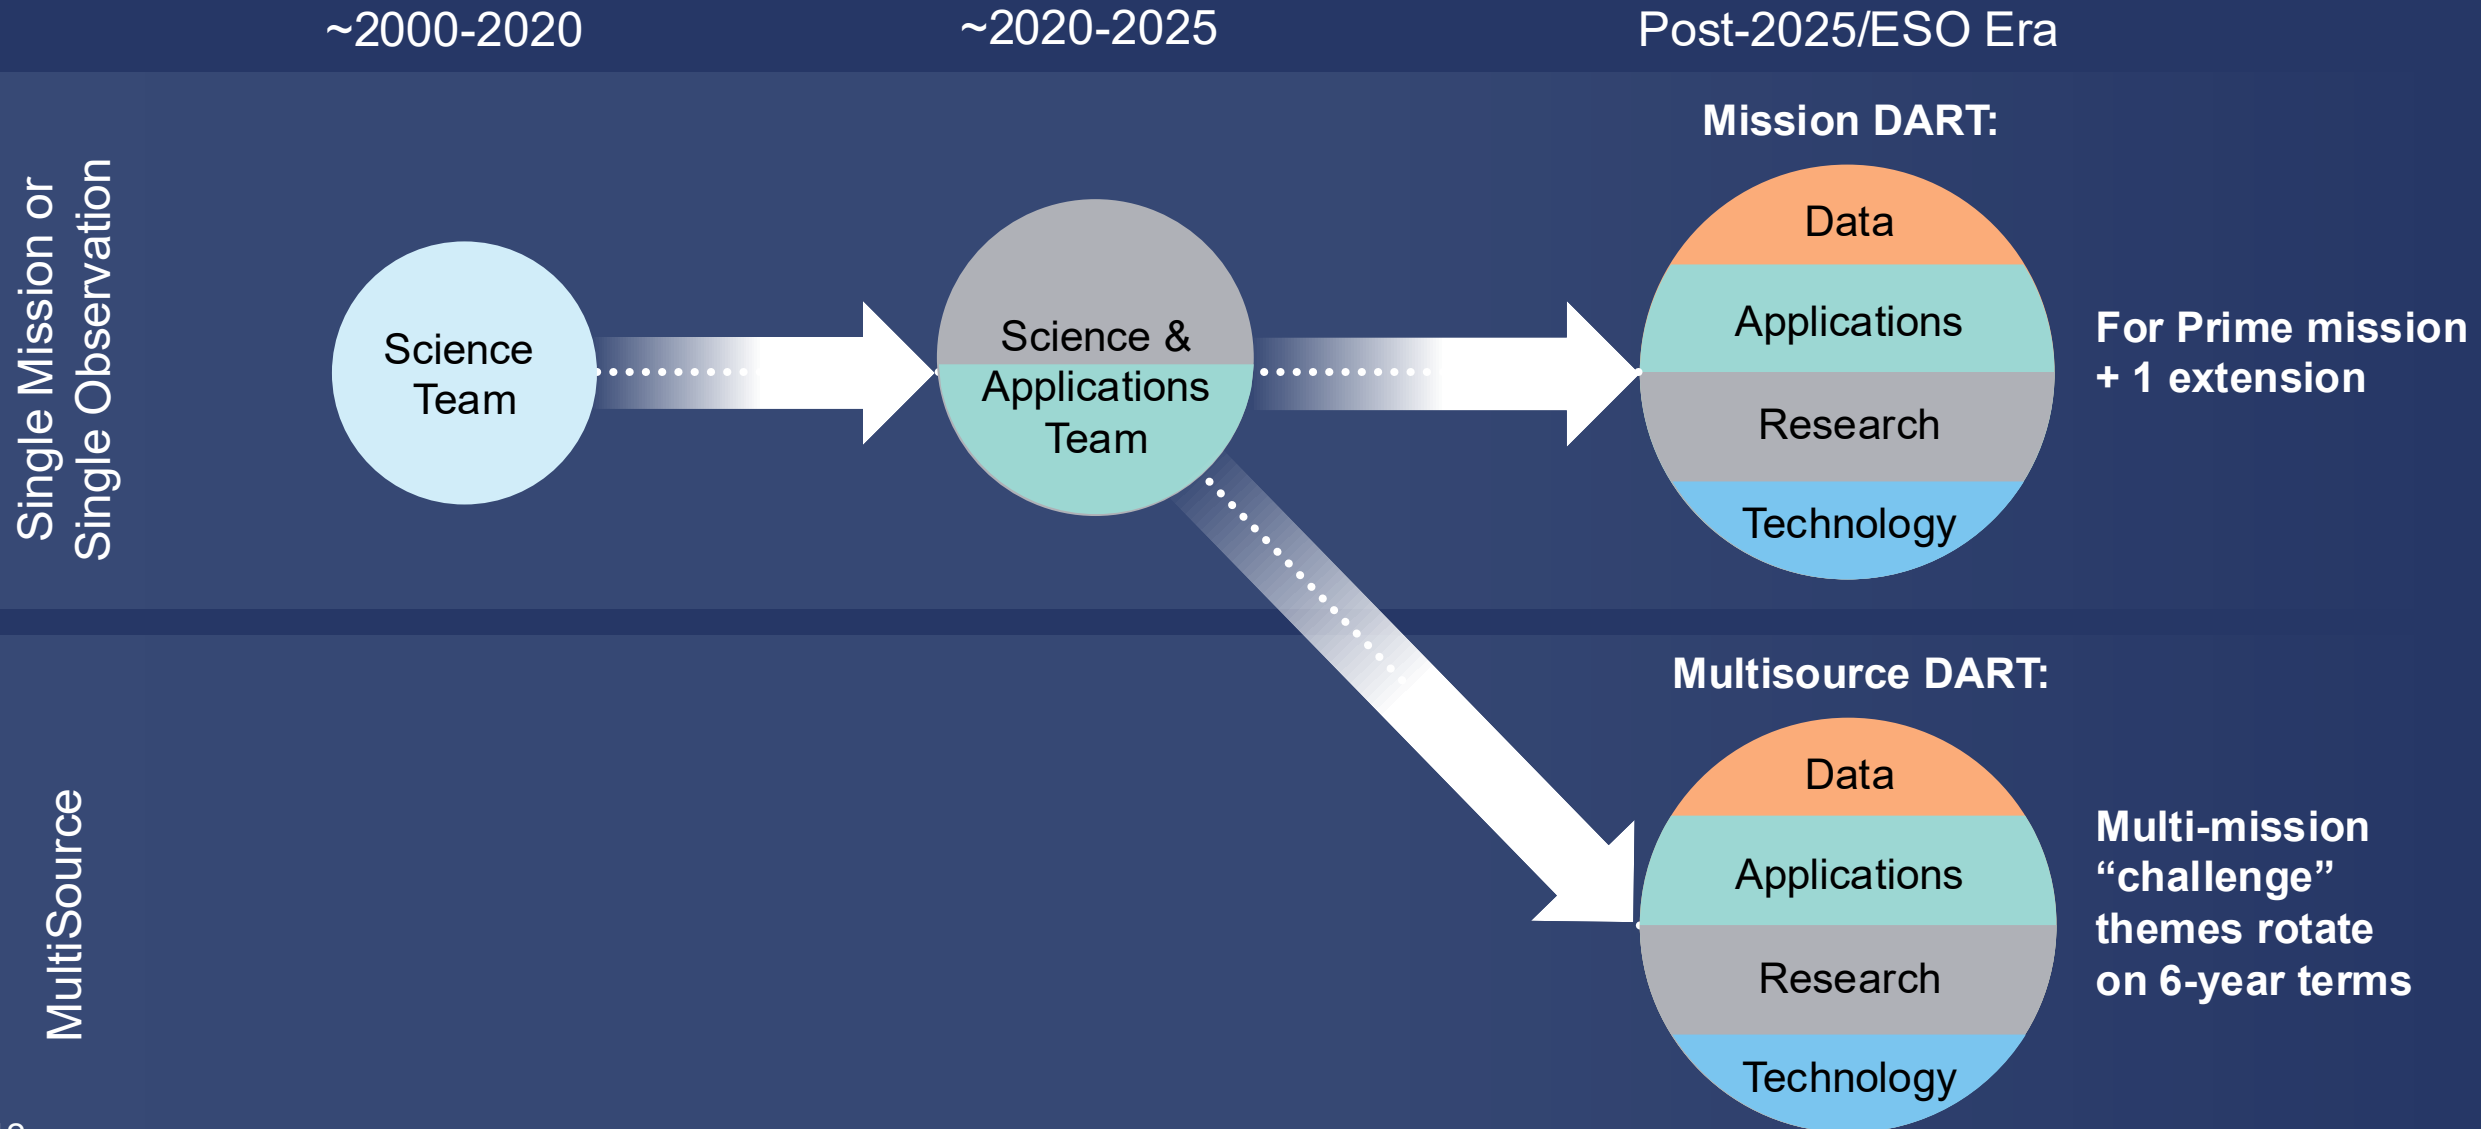 ~2000-2020
~2020-2025
Post-2025/ESO Era
Single Mission or
Single Observation
Science
Team
Science &
Applications
Team
Mission DART:
Data
Applications
Research
Technology
For Prime mission
+ 1 extension
MultiSource
Multisource DART:
Data
Applications
Research
Technology
Multi-mission
“challenge”
themes rotate
on 6-year terms